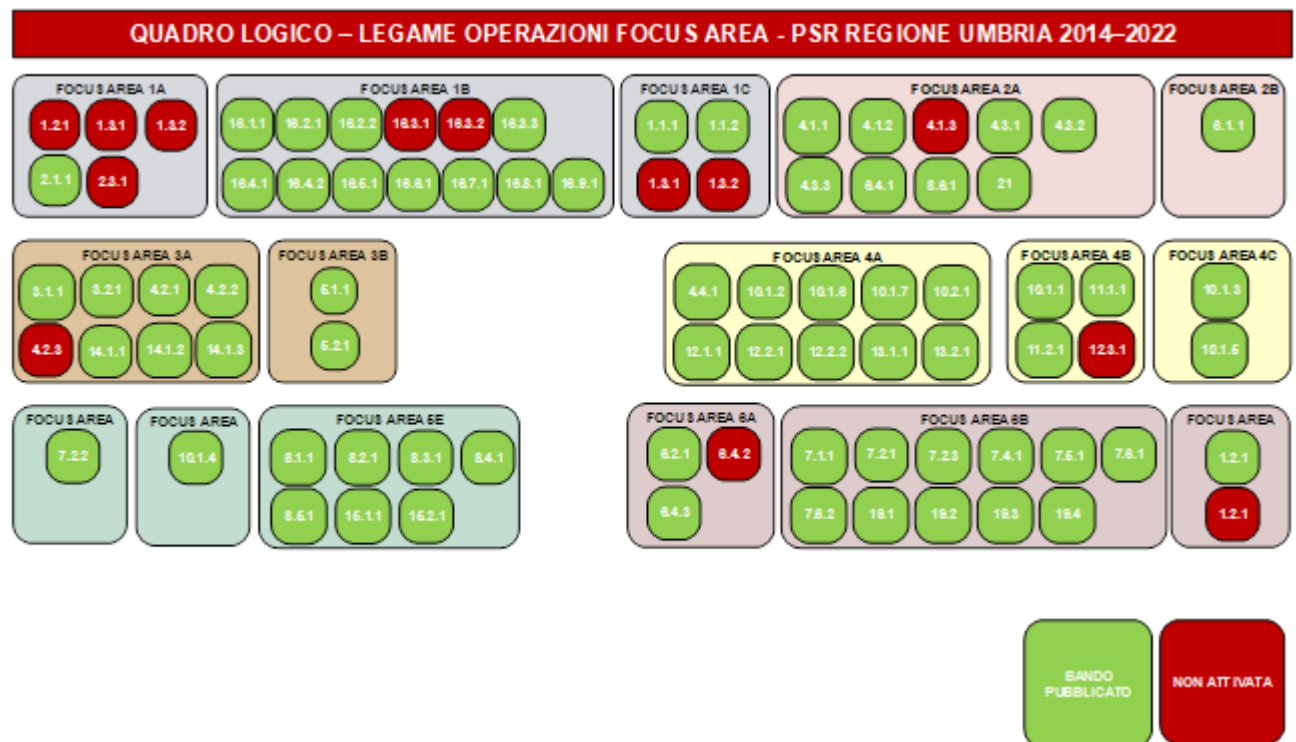 QUADRO LOGICO – LEGAME OPERAZIONI FOCUS AREA - PSR REGIONE UMBRIA 2014–2022
FOCUS AREA 1A
1.2.1 1.3.1 1.3.2
2.1.1 2.3.1
FOCUS AREA 1B
16.1.1 16.2.1 16.2.2 16.3.1 16.3.2 16.3.3
16.4.1 16.4.2 16.5.1 16.6.1 16.7.1 16.8.1 16.9.1
FOCUS AREA 1C
1.1.1 1.1.2
1.3.1 1.3.2
FOCUS AREA 2A
4.1.1 4.1.2 4.1.3 4.3.1 4.3.2
4.3.3 6.4.1 8.6.1 21
FOCUS AREA 2B
6.1.1
FOCUS AREA 3A
3.1.1 3.2.1 4.2.1 4.2.2
4.2.3 14.1.1 14.1.2 14.1.3
FOCUS AREA 3B
5.1.1
5.2.1
FOCUS AREA 4A
4.4.1 10.1.2 10.1.6 10.1.7 10.2.1
12.1.1 12.2.1 12.2.2 13.1.1 13.2.1
FOCUS AREA 4B
10.1.1 11.1.1
11.2.1 12.3.1
FOCUS AREA 4C
10.1.3
10.1.5
FOCUS AREA
7.2.2
FOCUS AREA
10.1.4
FOCUS AREA 5E
8.1.1 8.2.1 8.3.1 8.4.1
8.5.1 15.1.1 15.2.1
FOCUS AREA 6A
6.2.1 6.4.2
6.4.3
FOCUS AREA 6B
7.1.1 7.2.1 7.2.3 7.4.1 7.5.1 7.6.1
7.6.2 19.1 19.2 19.3 19.4
FOCUS AREA
1.2.1
1.2.1
BANDO
PUBBLICATO
NON ATTIVATA